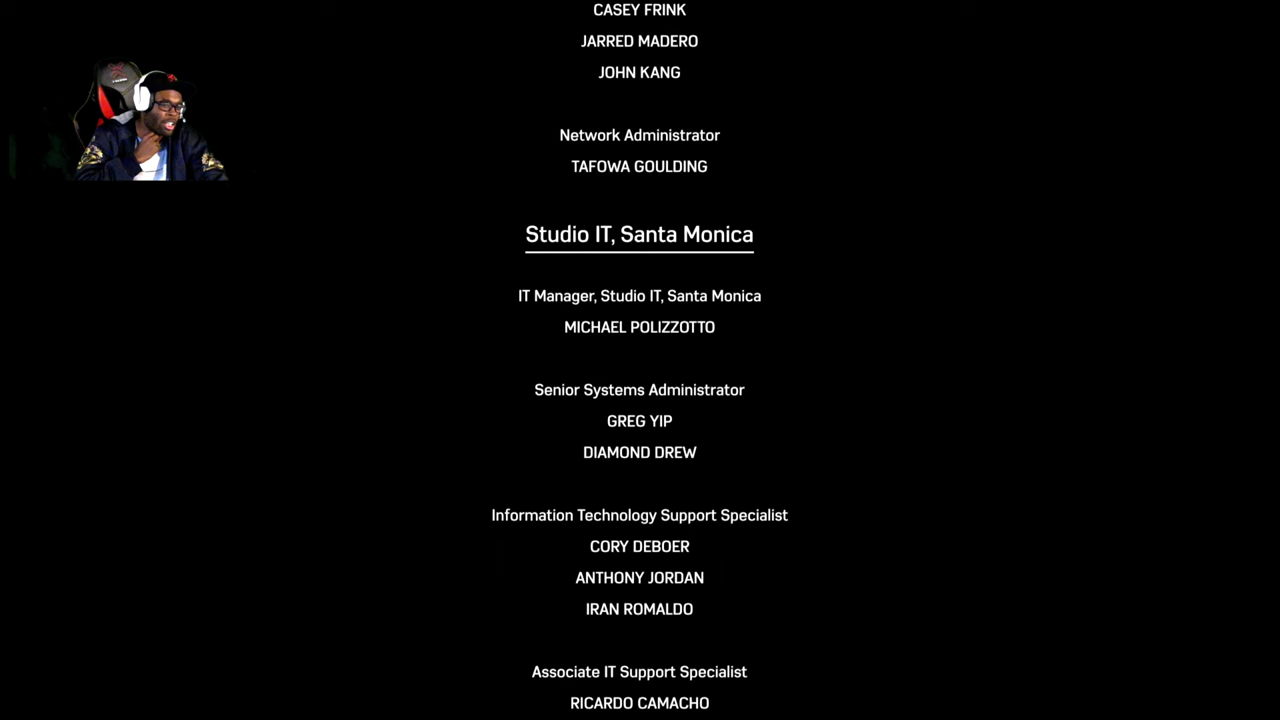 CASEY FRINK
JARRED MADERO
JOHN KANG
Network Administrator
TAFOWA GOULDING
Studio IT, Santa Monica
IT Manager, Studio IT, Santa Monica
MICHAEL POLIZZOTTO
Senior Systems Administrator
GREG YIP
DIAMOND DREW
Information Technology Support Specialist
CORY DEBOER
ANTHONY JORDAN
IRAN ROMALDO
Associate IT Support Specialist
RICARDO CAMACHO